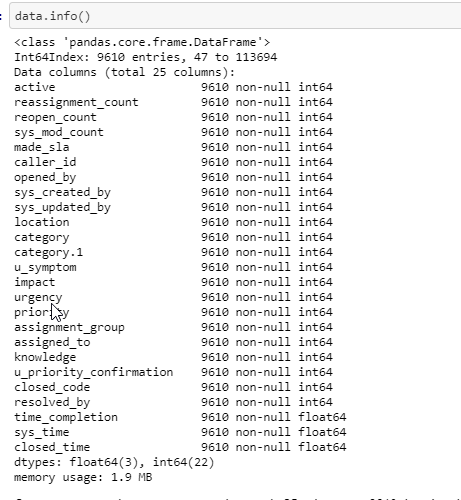 data.info()
<class 'pandas.core.frame.DataFrame'>
Int64Index: 9610 entries, 47 to 113694
Data columns (total 25 columns):
active 9610 non-null int64
reassignment_count 9610 non-null int64
reopen_count 9610 non-null int64
sys_mod_count 9610 non-null int64
made_sla 9610 non-null int64
caller_id 9610 non-null int64
opened_by 9610 non-null int64
sys_created_by 9610 non-null int64
sys_updated_by 9610 non-null int64
location 9610 non-null int64
category 9610 non-null int64
category.1 9610 non-null int64
u_symptom 9610 non-null int64
impact 9610 non-null int64
urgency 9610 non-null int64
priority 9610 non-null int64
assignment_group 9610 non-null int64
assigned_to 9610 non-null int64
knowledge 9610 non-null int64
u_priority_confirmation 9610 non-null int64
closed_code 9610 non-null int64
resolved_by 9610 non-null int64
time_completion 9610 non-null float64
sys_time 9610 non-null float64
closed_time 9610 non-null float64
dtypes: float64(3), int64(22)
memory usage: 1.9 MB